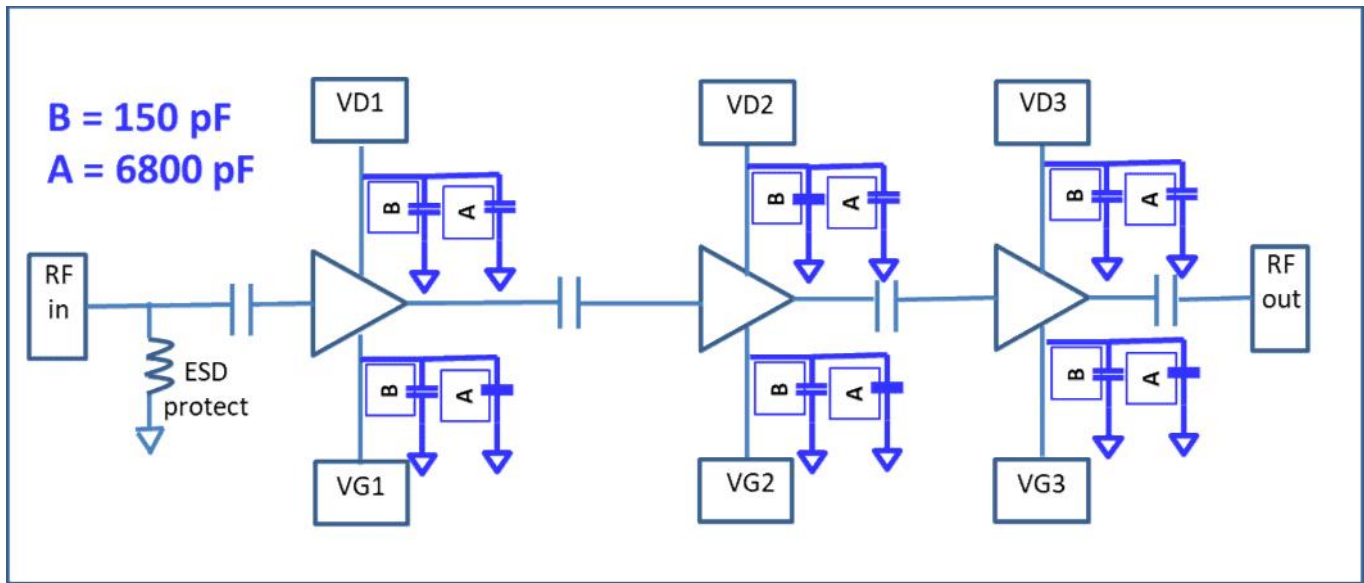 B = 150 pF
A = 6800 pF
VD1
VD2
VD3
B
A
B
A
B
A
RF
in
RF
out
ESD
protect
B
A
B
A
B
A
VG1
VG2
VG3